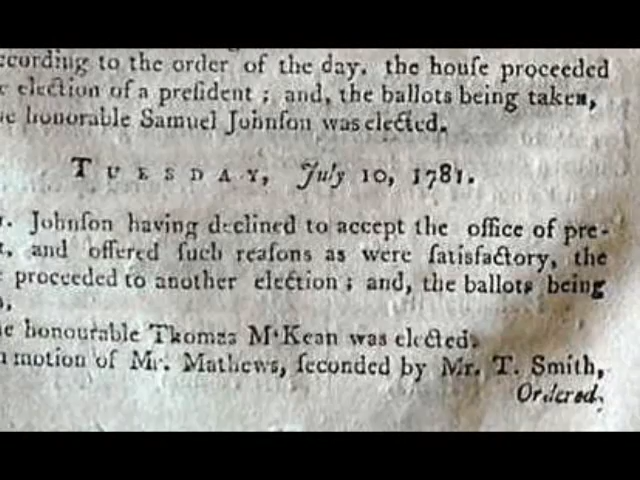 ccording to the order of the day. the houſe proceeded
e election of a preſident ; and, the ballots being taken,
he honorable Samuel Johnſon was elected.
TUESDAY, July 10, 1781.
r. Johnſon having declined to accept the office of pre-
t, and offered ſuch reaſons as were ſatisfactory, the
e proceeded to another election ; and, the ballots being
n,
he honourable Thomas M‘Kean was elected.
n motion of Mr. Mathews, ſeconded by Mr. T. Smith,
Ordered,